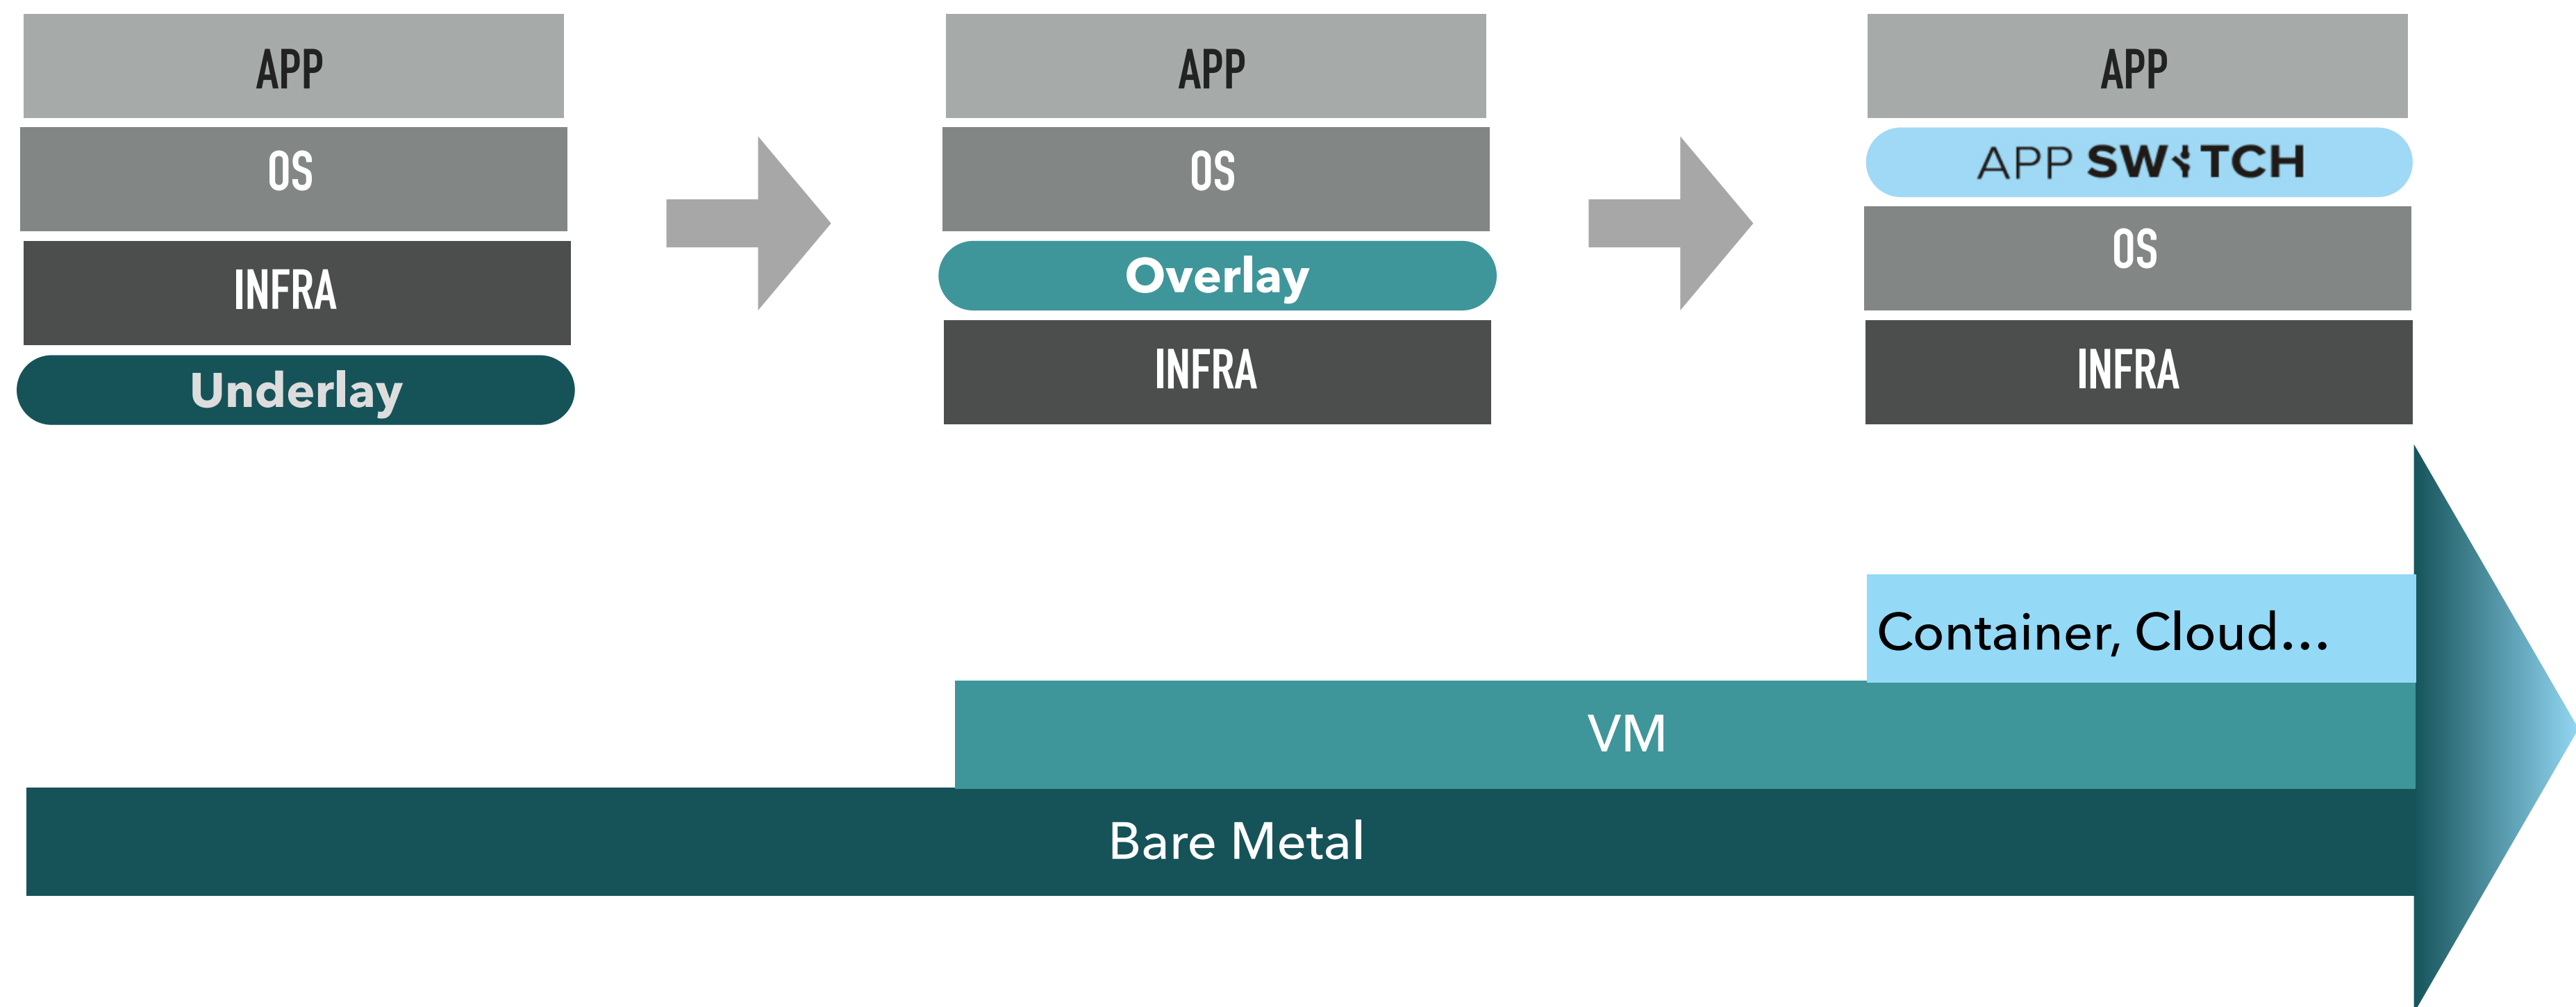 APP
OS
INFRA
Underlay
APP
OS
Overlay
INFRA
APP
APP SWITCH
OS
INFRA
Container, Cloud...
VM
Bare Metal